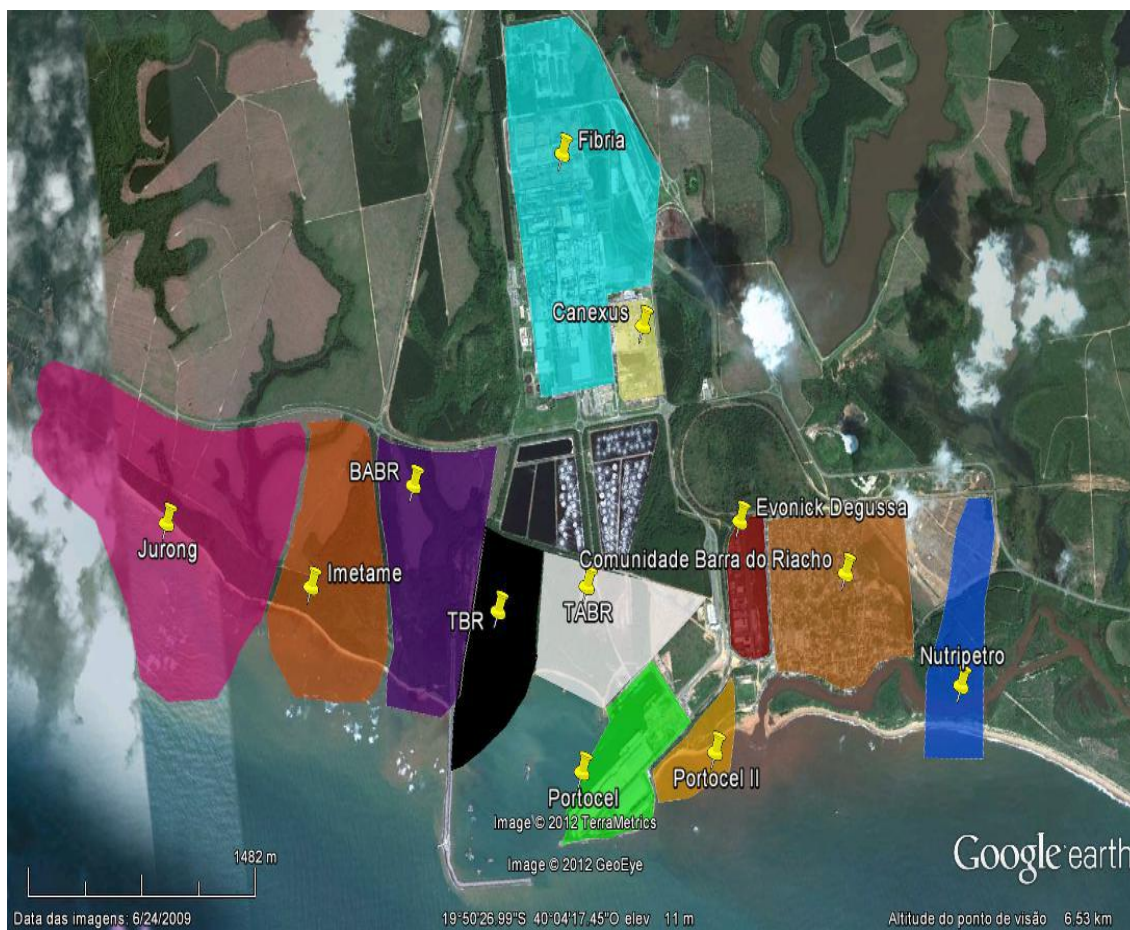 Fibria
Canexus
BABR
Evonick Degussa
Jurong
Comunidade Barra do Riacho
Imetame
TBR
TABR
Nutripetro
Portocel II
Portocel
Image © 2012 TerraMetrics
1482 m
Image © 2012 GeoEye
Google earth
Data das imagens: 6/24/2009
19°50'26.99"S 40°04'17.45"O elev 11 m
Altitude do ponto de visão 6.53 km